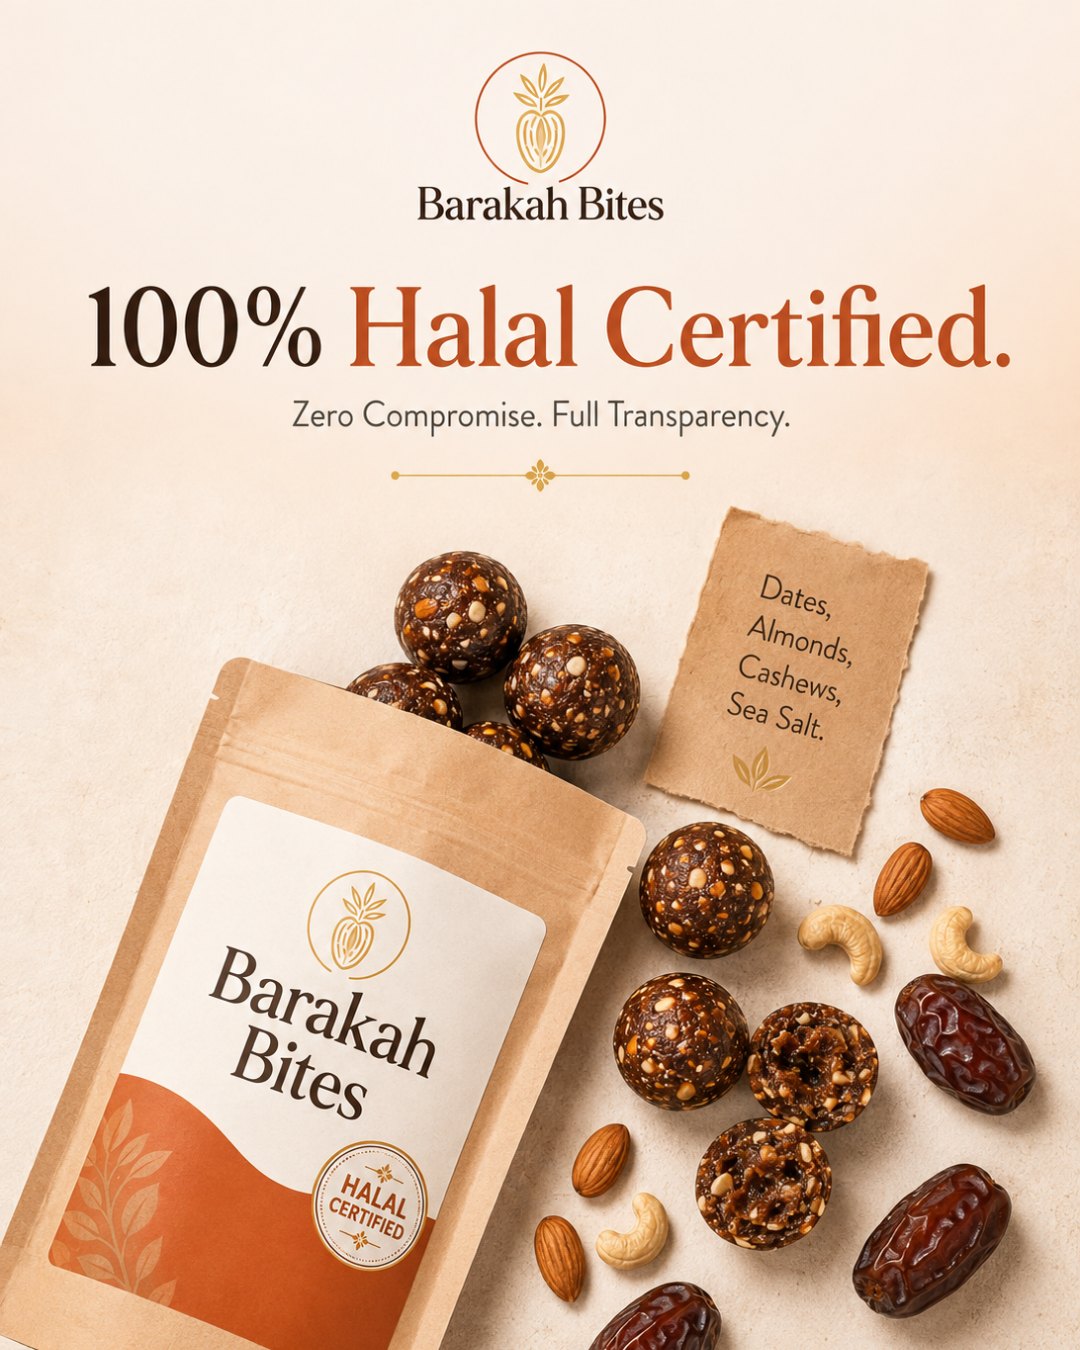 Barakah Bites
100% Halal Certified.
Zero Compromise. Full Transparency.
Dates,
Almonds,
Cashews,
Sea Salt.
Barakah
Bites
HALAL
CERTIFIED